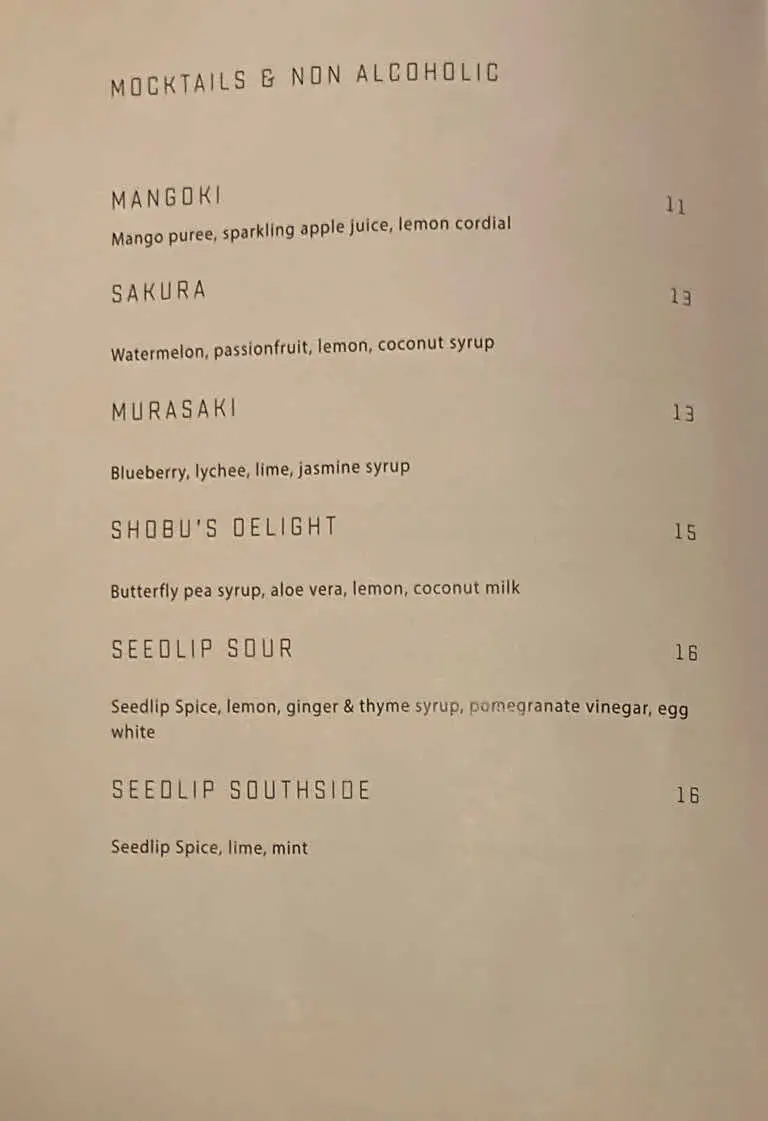 MOCKTAILS & NON ALCOHOLIC
MANGOKI 11
Mango puree, sparkling apple juice, lemon cordial
SAKURA 13
Watermelon, passionfruit, lemon, coconut syrup
MURASAKI 13
Blueberry, lychee, lime, jasmine syrup
SHOBU'S DELIGHT 15
Butterfly pea syrup, aloe vera, lemon, coconut milk
SEEDLIP SOUR 16
Seedlip Spice, lemon, ginger & thyme syrup, pomegranate vinegar, egg
white
SEEDLIP SOUTHSIDE 16
Seedlip Spice, lime, mint